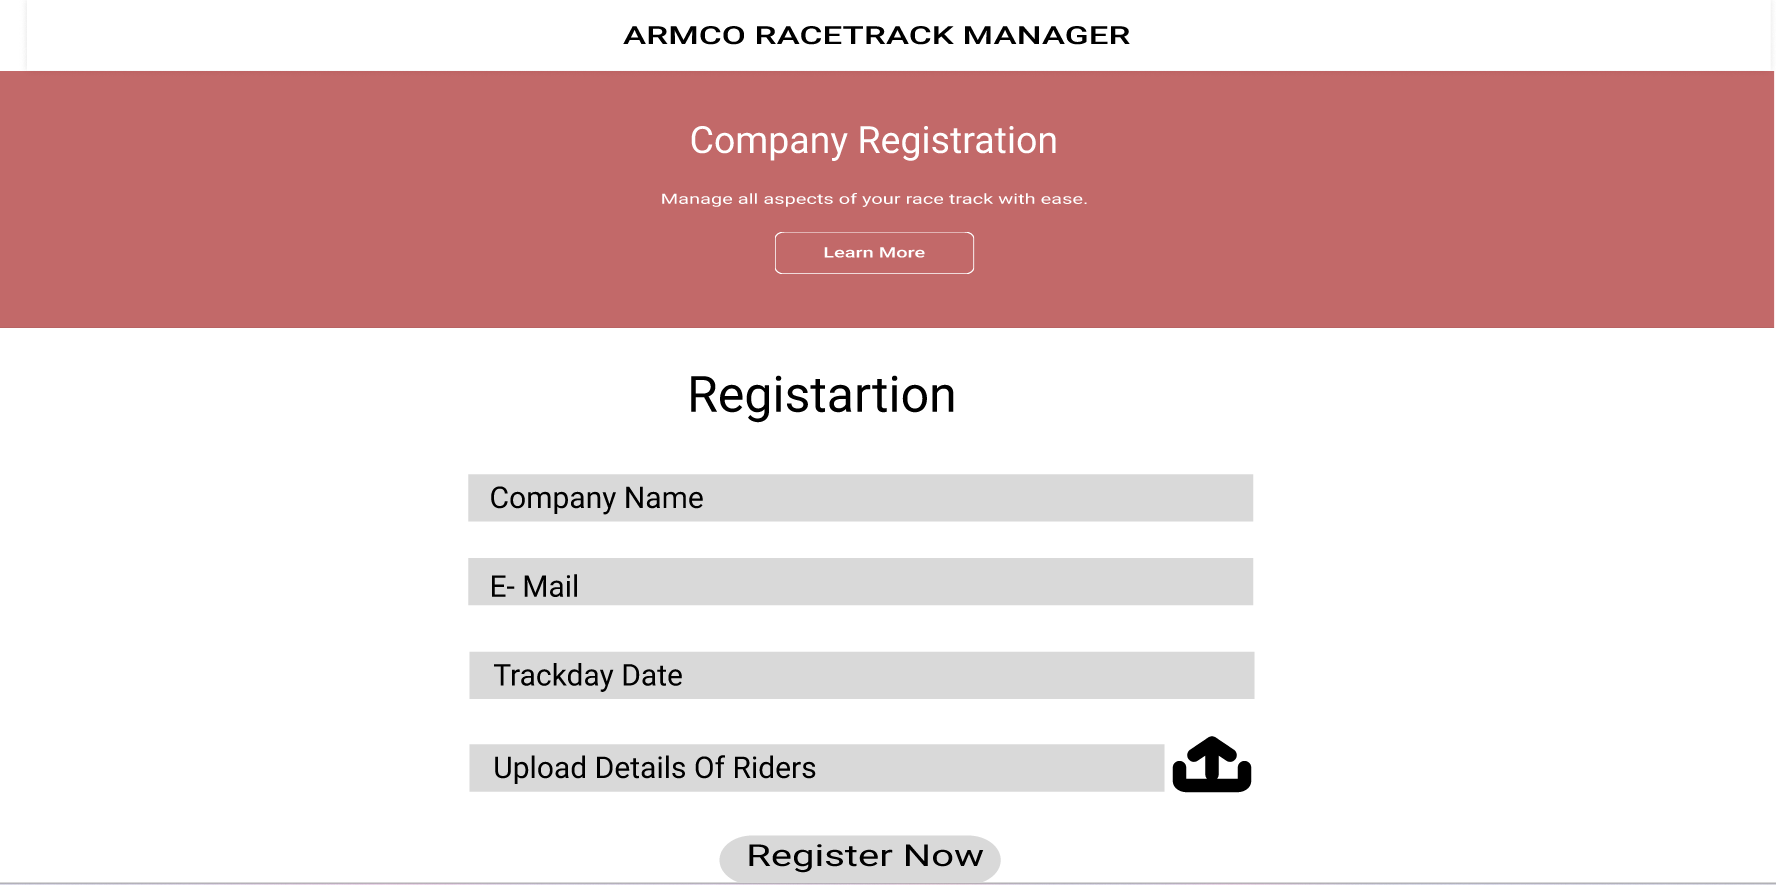 ARMCO RACETRACK MANAGER
Company Registration
Manage all aspects of your race track with ease.
Learn More
Registartion
Company Name
E- Mail
Trackday Date
Upload Details Of Riders
Register Now